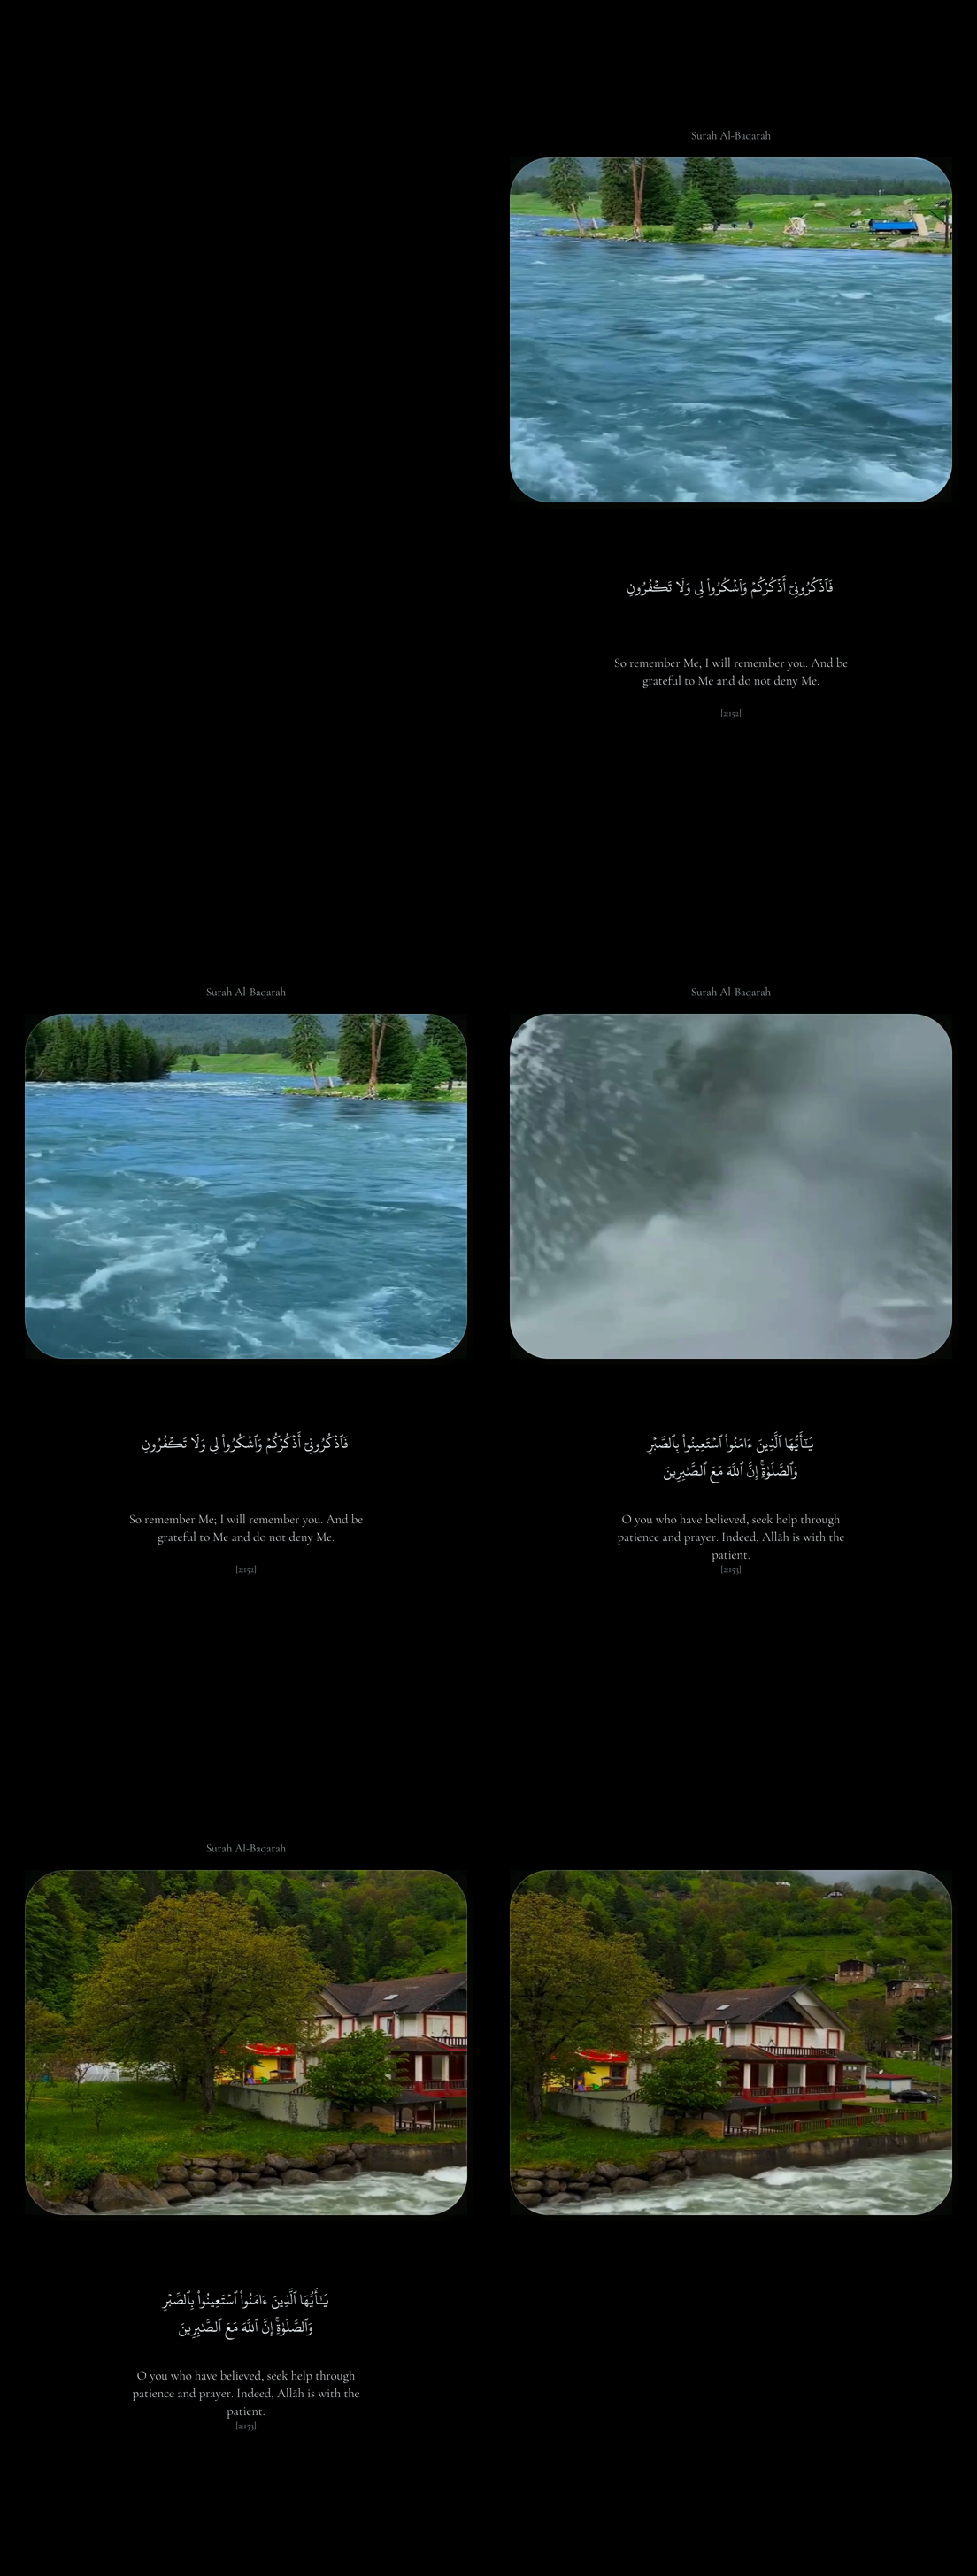 Surah Al-Baqarah
فَٱذْكُرُونِىٓ أَذْكُرْكُمْ وَٱشْكُرُوا۟ لِى وَلَا تَكْفُرُونِ
So remember Me; I will remember you. And be
grateful to Me and do not deny Me.
[2:152]
Surah Al-Baqarah
فَٱذْكُرُونِىٓ أَذْكُرْكُمْ وَٱشْكُرُوا۟ لِى وَلَا تَكْفُرُونِ
So remember Me; I will remember you. And be
grateful to Me and do not deny Me.
[2:152]
Surah Al-Baqarah
يَـٰٓأَيُّهَا ٱلَّذِينَ ءَامَنُوا۟ ٱسْتَعِينُوا۟ بِٱلصَّبْرِ
وَٱلصَّلَوٰةِ ۚ إِنَّ ٱللَّهَ مَعَ ٱلصَّـٰبِرِينَ
O you who have believed, seek help through
patience and prayer. Indeed, Allāh is with the
patient.
[2:153]
Surah Al-Baqarah
يَـٰٓأَيُّهَا ٱلَّذِينَ ءَامَنُوا۟ ٱسْتَعِينُوا۟ بِٱلصَّبْرِ
وَٱلصَّلَوٰةِ ۚ إِنَّ ٱللَّهَ مَعَ ٱلصَّـٰبِرِينَ
O you who have believed, seek help through
patience and prayer. Indeed, Allāh is with the
patient.
[2:153]